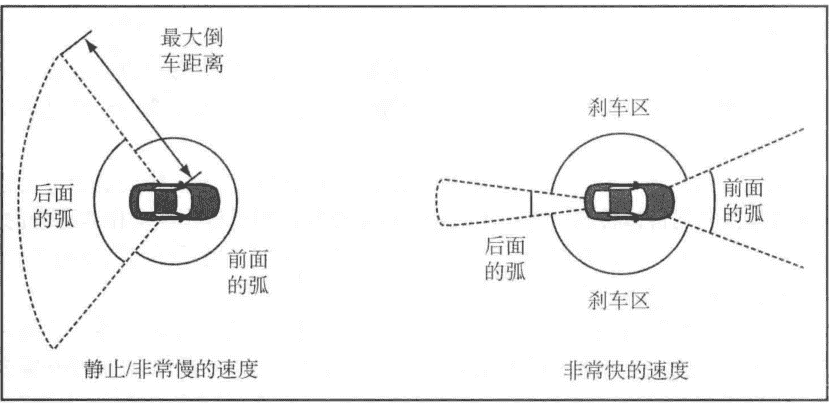 最大倒
车距离
后面
的弧
前面
的弧
静止/非常慢的速度
刹车区
前面
的弧
后面
的弧
刹车区
非常快的速度